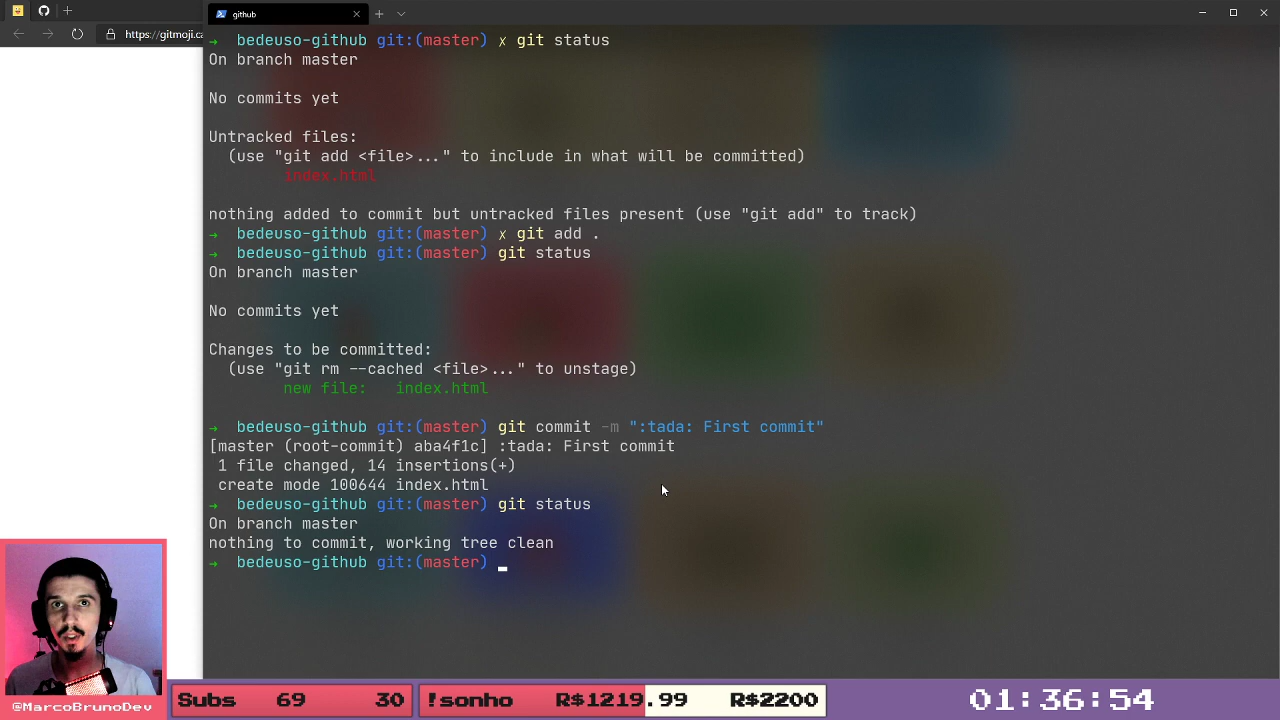 github
https://gitmoji.ca
→ bedeuso-github git:(master) ✗ git status
On branch master
No commits yet
Untracked files:
(use "git add <file>..." to include in what will be committed)
index.html
nothing added to commit but untracked files present (use "git add" to track)
→ bedeuso-github git:(master) ✗ git add .
→ bedeuso-github git:(master) git status
On branch master
No commits yet
Changes to be committed:
(use "git rm --cached <file>..." to unstage)
new file:   index.html
→ bedeuso-github git:(master) git commit -m ":tada: First commit"
[master (root-commit) aba4f1c] :tada: First commit
1 file changed, 14 insertions(+)
create mode 100644 index.html
→ bedeuso-github git:(master) git status
On branch master
nothing to commit, working tree clean
→ bedeuso-github git:(master)
@MarcoBrunoDev
Subs 69 30 !sonho R$1219.99 R$2200 01:36:54